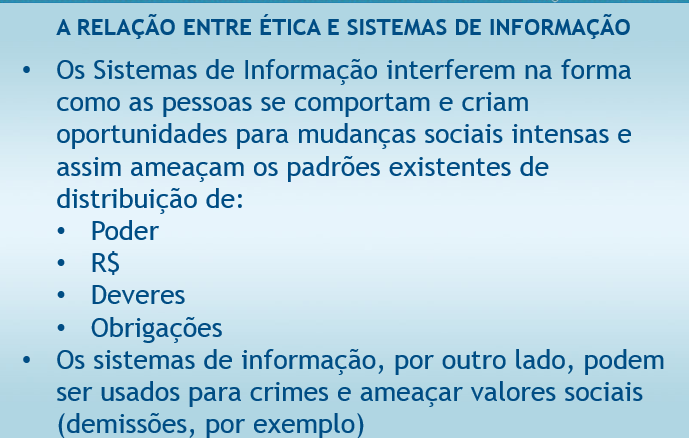 A RELAÇÃO ENTRE ÉTICA E SISTEMAS DE INFORMAÇÃO
• Os Sistemas de Informação interferem na forma
como as pessoas se comportam e criam
oportunidades para mudanças sociais intensas e
assim ameaçam os padrões existentes de
distribuição de:
• Poder
• R$
• Deveres
• Obrigações
• Os sistemas de informação, por outro lado, podem
ser usados para crimes e ameaçar valores sociais
(demissões, por exemplo)